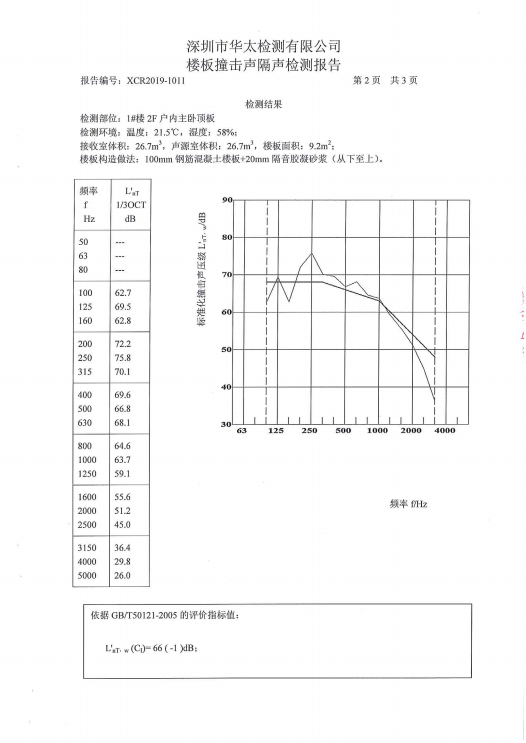 深圳市华太检测有限公司
楼板撞击声隔声检测报告
报告编号：XCR2019-1011 第 2 页 共 3 页
检测结果
检测部位：1#楼 2F 户内主卧顶板
检测环境：温度：21.5℃，湿度：58%；
接收室体积：26.7m³，声源室体积：26.7m³，楼板面积：9.2m²；
楼板构造做法：100mm 钢筋混凝土楼板+20mm 隔音胶凝砂浆（从下至上）。
频率 L'nT
f 1/3OCT
Hz dB
50 ---
63 ---
80 ---
100 62.7
125 69.5
160 62.8
200 72.2
250 75.8
315 70.1
400 69.6
500 66.8
630 68.1
800 64.6
1000 63.7
1250 59.1
1600 55.6
2000 51.2
2500 45.0
3150 36.4
4000 29.8
5000 26.0
标准化撞击声压级 L'nT，w/dB
90
80
70
60
50
40
30
63 125 250 500 1000 2000 4000
频率 f/Hz
依据 GB/T50121-2005 的评价指标值：
L'nT，w (CI)= 66 ( -1 )dB；